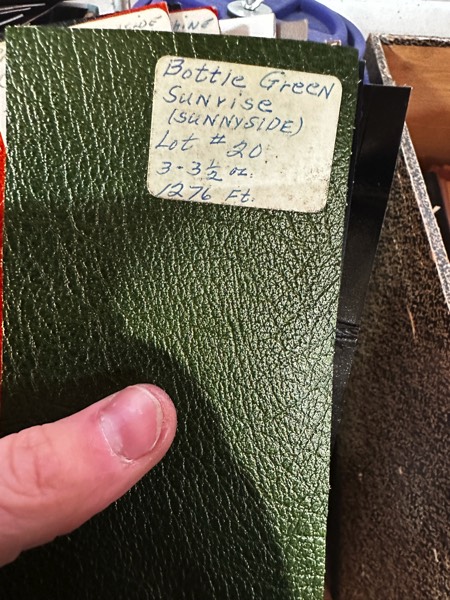 Bottle Green
Sunrise
(SUNNYSIDE)
Lot # 20
3-3½ oz.
1276 Ft.